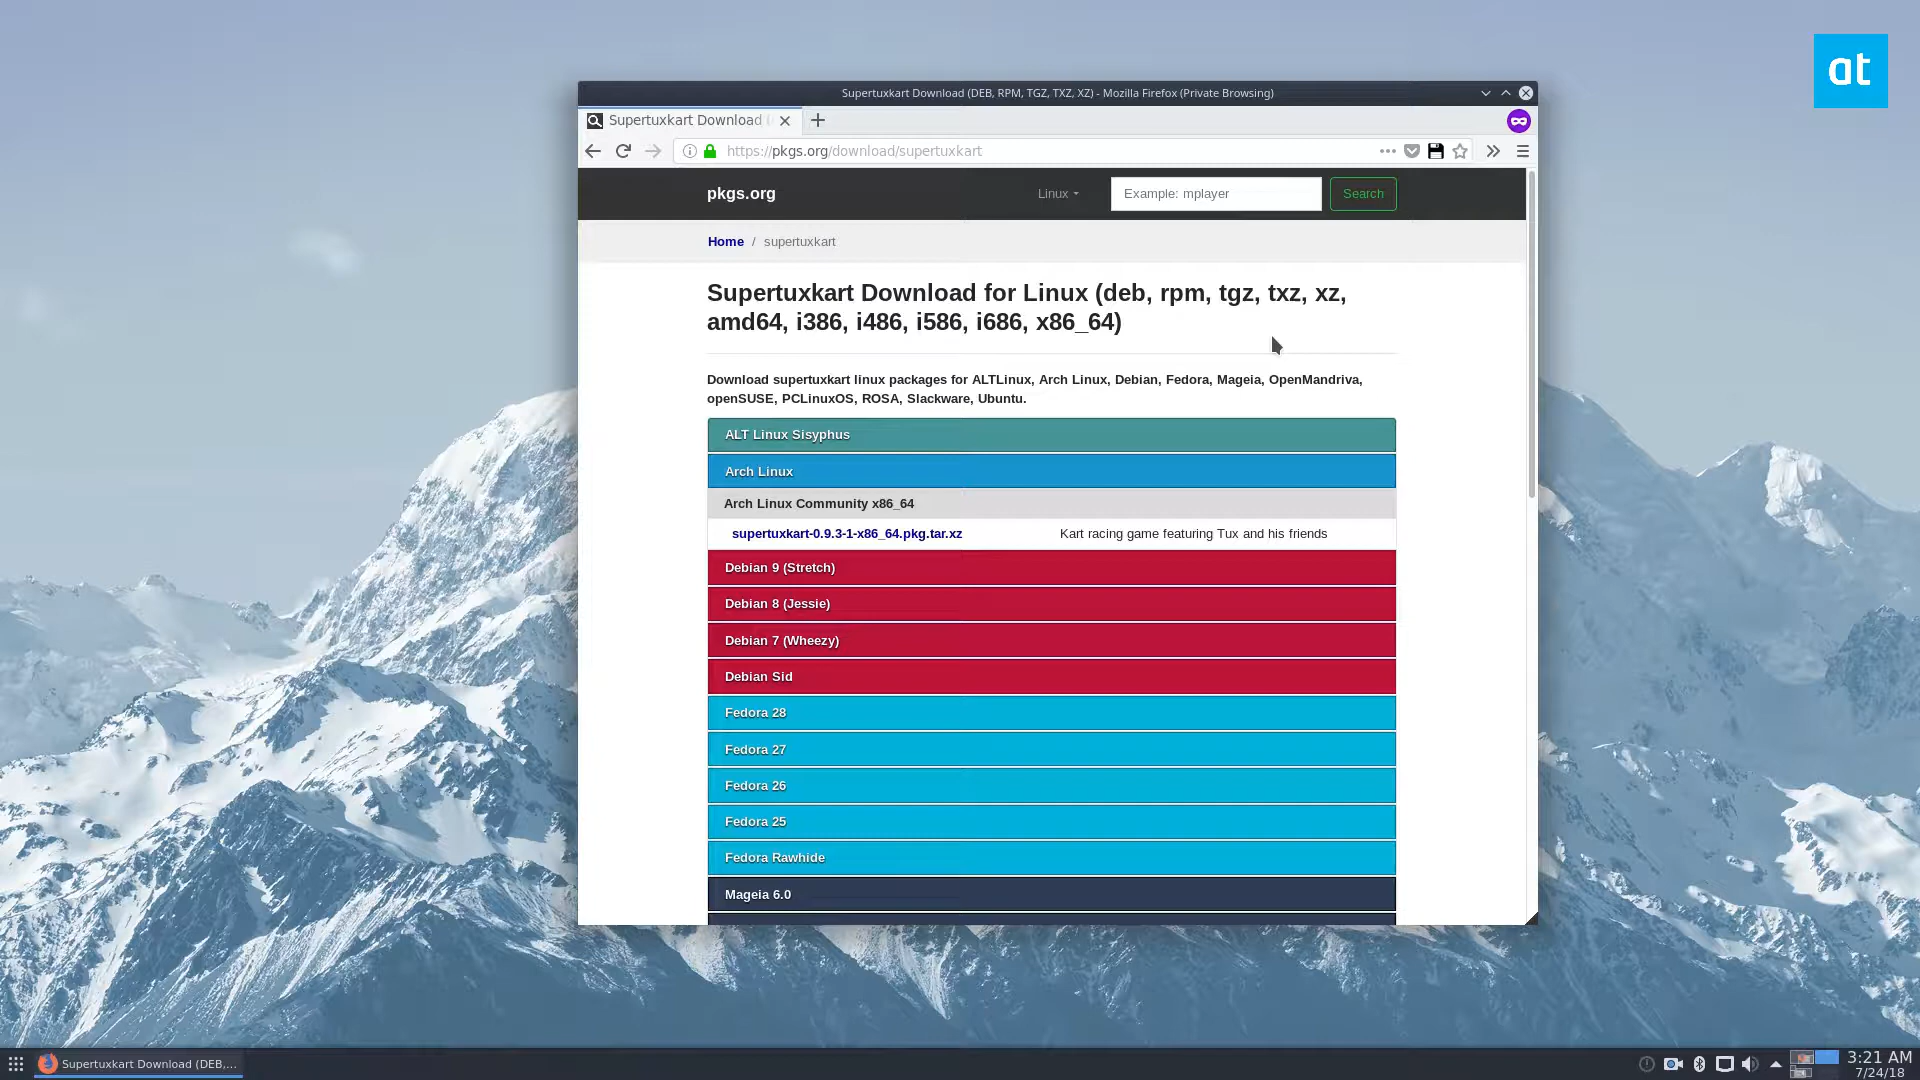 at
Supertuxkart Download (DEB, RPM, TGZ, TXZ, XZ) - Mozilla Firefox (Private Browsing)
Supertuxkart Download
https://pkgs.org/download/supertuxkart
pkgs.org
Linux
Example: mplayer
Search
Home / supertuxkart
Supertuxkart Download for Linux (deb, rpm, tgz, txz, xz,
amd64, i386, i486, i586, i686, x86_64)
Download supertuxkart linux packages for ALTLinux, Arch Linux, Debian, Fedora, Mageia, OpenMandriva,
openSUSE, PCLinuxOS, ROSA, Slackware, Ubuntu.
ALT Linux Sisyphus
Arch Linux
Arch Linux Community x86_64
supertuxkart-0.9.3-1-x86_64.pkg.tar.xz Kart racing game featuring Tux and his friends
Debian 9 (Stretch)
Debian 8 (Jessie)
Debian 7 (Wheezy)
Debian Sid
Fedora 28
Fedora 27
Fedora 26
Fedora 25
Fedora Rawhide
Mageia 6.0
Supertuxkart Download (DEB,...
3:21 AM
7/24/18